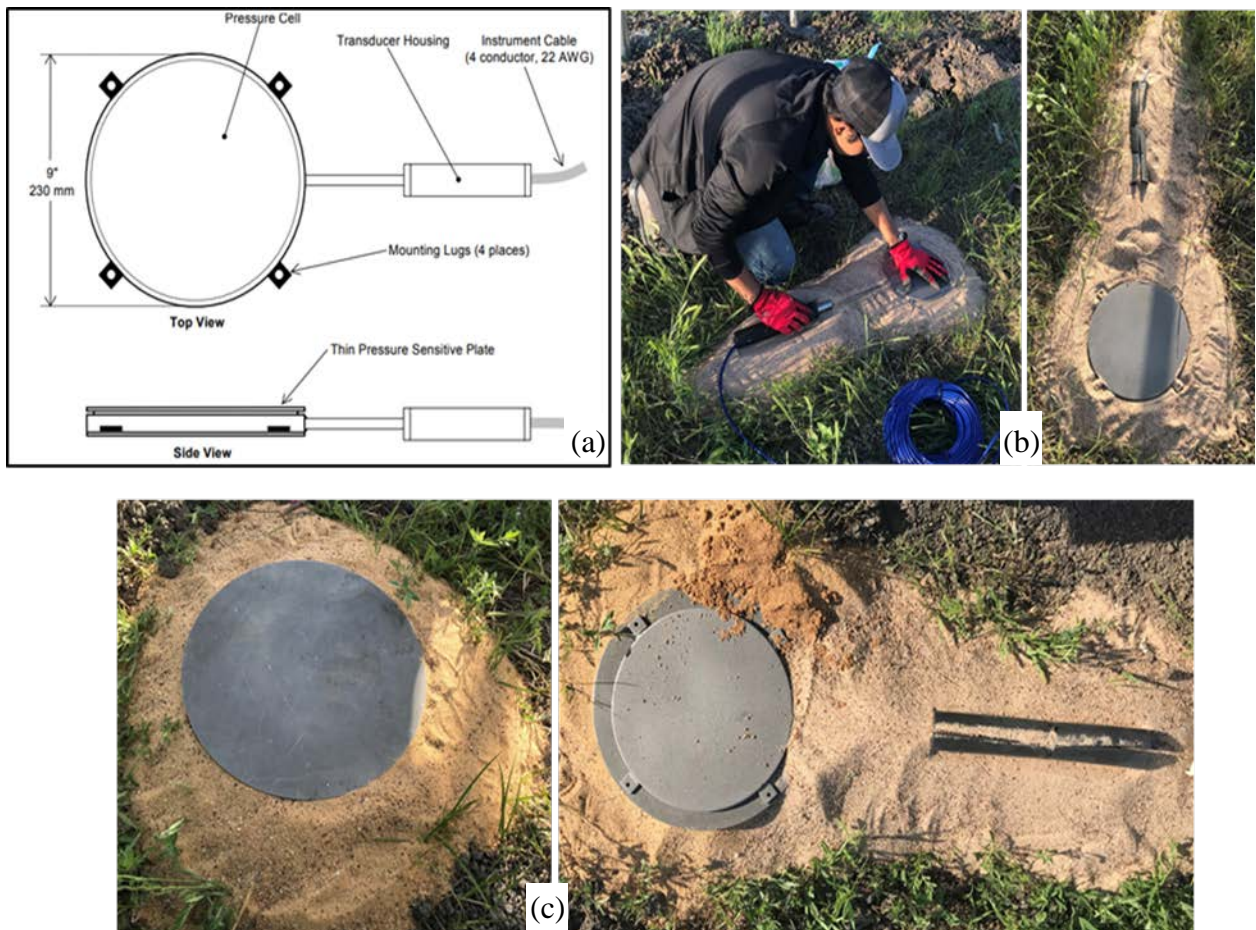 Pressure Cell
Transducer Housing
Instrument Cable
(4 conductor, 22 AWG)
9"
230 mm
Mounting Lugs (4 places)
Top View
Thin Pressure Sensitive Plate
Side View
(a)
(b)
(c)